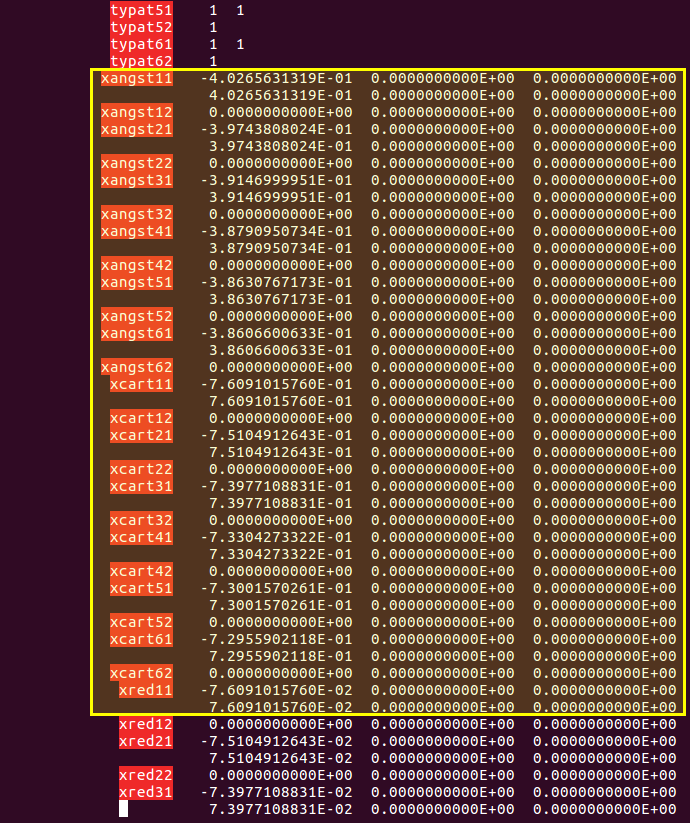 typat51 1 1
typat52 1
typat61 1 1
typat62 1
xangst11 -4.0265631319E-01 0.0000000000E+00 0.0000000000E+00
4.0265631319E-01 0.0000000000E+00 0.0000000000E+00
xangst12 0.0000000000E+00 0.0000000000E+00 0.0000000000E+00
xangst21 -3.9743808024E-01 0.0000000000E+00 0.0000000000E+00
3.9743808024E-01 0.0000000000E+00 0.0000000000E+00
xangst22 0.0000000000E+00 0.0000000000E+00 0.0000000000E+00
xangst31 -3.9146999951E-01 0.0000000000E+00 0.0000000000E+00
3.9146999951E-01 0.0000000000E+00 0.0000000000E+00
xangst32 0.0000000000E+00 0.0000000000E+00 0.0000000000E+00
xangst41 -3.8790950734E-01 0.0000000000E+00 0.0000000000E+00
3.8790950734E-01 0.0000000000E+00 0.0000000000E+00
xangst42 0.0000000000E+00 0.0000000000E+00 0.0000000000E+00
xangst51 -3.8630767173E-01 0.0000000000E+00 0.0000000000E+00
3.8630767173E-01 0.0000000000E+00 0.0000000000E+00
xangst52 0.0000000000E+00 0.0000000000E+00 0.0000000000E+00
xangst61 -3.8606600633E-01 0.0000000000E+00 0.0000000000E+00
3.8606600633E-01 0.0000000000E+00 0.0000000000E+00
xangst62 0.0000000000E+00 0.0000000000E+00 0.0000000000E+00
xcart11 -7.6091015760E-01 0.0000000000E+00 0.0000000000E+00
7.6091015760E-01 0.0000000000E+00 0.0000000000E+00
xcart12 0.0000000000E+00 0.0000000000E+00 0.0000000000E+00
xcart21 -7.5104912643E-01 0.0000000000E+00 0.0000000000E+00
7.5104912643E-01 0.0000000000E+00 0.0000000000E+00
xcart22 0.0000000000E+00 0.0000000000E+00 0.0000000000E+00
xcart31 -7.3977108831E-01 0.0000000000E+00 0.0000000000E+00
7.3977108831E-01 0.0000000000E+00 0.0000000000E+00
xcart32 0.0000000000E+00 0.0000000000E+00 0.0000000000E+00
xcart41 -7.3304273322E-01 0.0000000000E+00 0.0000000000E+00
7.3304273322E-01 0.0000000000E+00 0.0000000000E+00
xcart42 0.0000000000E+00 0.0000000000E+00 0.0000000000E+00
xcart51 -7.3001570261E-01 0.0000000000E+00 0.0000000000E+00
7.3001570261E-01 0.0000000000E+00 0.0000000000E+00
xcart52 0.0000000000E+00 0.0000000000E+00 0.0000000000E+00
xcart61 -7.2955902118E-01 0.0000000000E+00 0.0000000000E+00
7.2955902118E-01 0.0000000000E+00 0.0000000000E+00
xcart62 0.0000000000E+00 0.0000000000E+00 0.0000000000E+00
xred11 -7.6091015760E-02 0.0000000000E+00 0.0000000000E+00
7.6091015760E-02 0.0000000000E+00 0.0000000000E+00
xred12 0.0000000000E+00 0.0000000000E+00 0.0000000000E+00
xred21 -7.5104912643E-02 0.0000000000E+00 0.0000000000E+00
7.5104912643E-02 0.0000000000E+00 0.0000000000E+00
xred22 0.0000000000E+00 0.0000000000E+00 0.0000000000E+00
xred31 -7.3977108831E-02 0.0000000000E+00 0.0000000000E+00
7.3977108831E-02 0.0000000000E+00 0.0000000000E+00